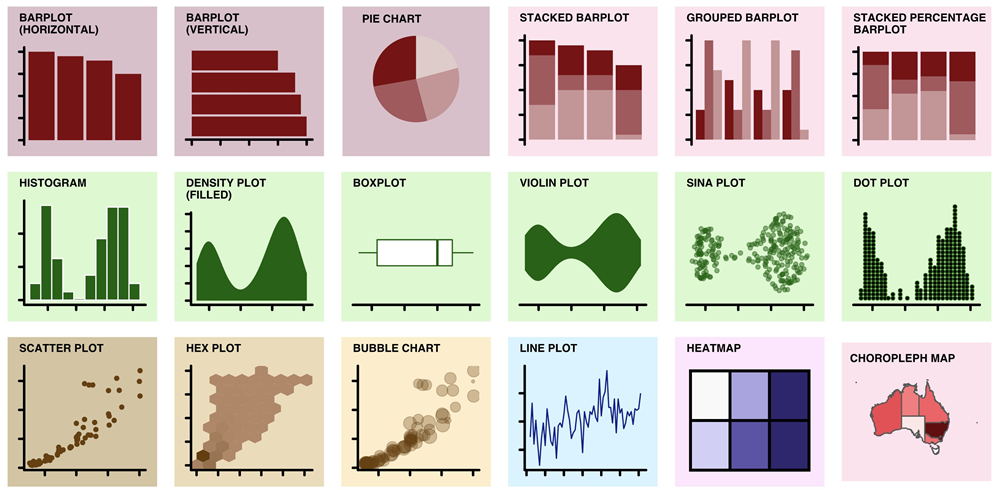 BARPLOT
(HORIZONTAL)
BARPLOT
(VERTICAL)
PIE CHART
STACKED BARPLOT
GROUPED BARPLOT
STACKED PERCENTAGE
BARPLOT
HISTOGRAM
DENSITY PLOT
(FILLED)
BOXPLOT
VIOLIN PLOT
SINA PLOT
DOT PLOT
SCATTER PLOT
HEX PLOT
BUBBLE CHART
LINE PLOT
HEATMAP
CHOROPLEPH MAP